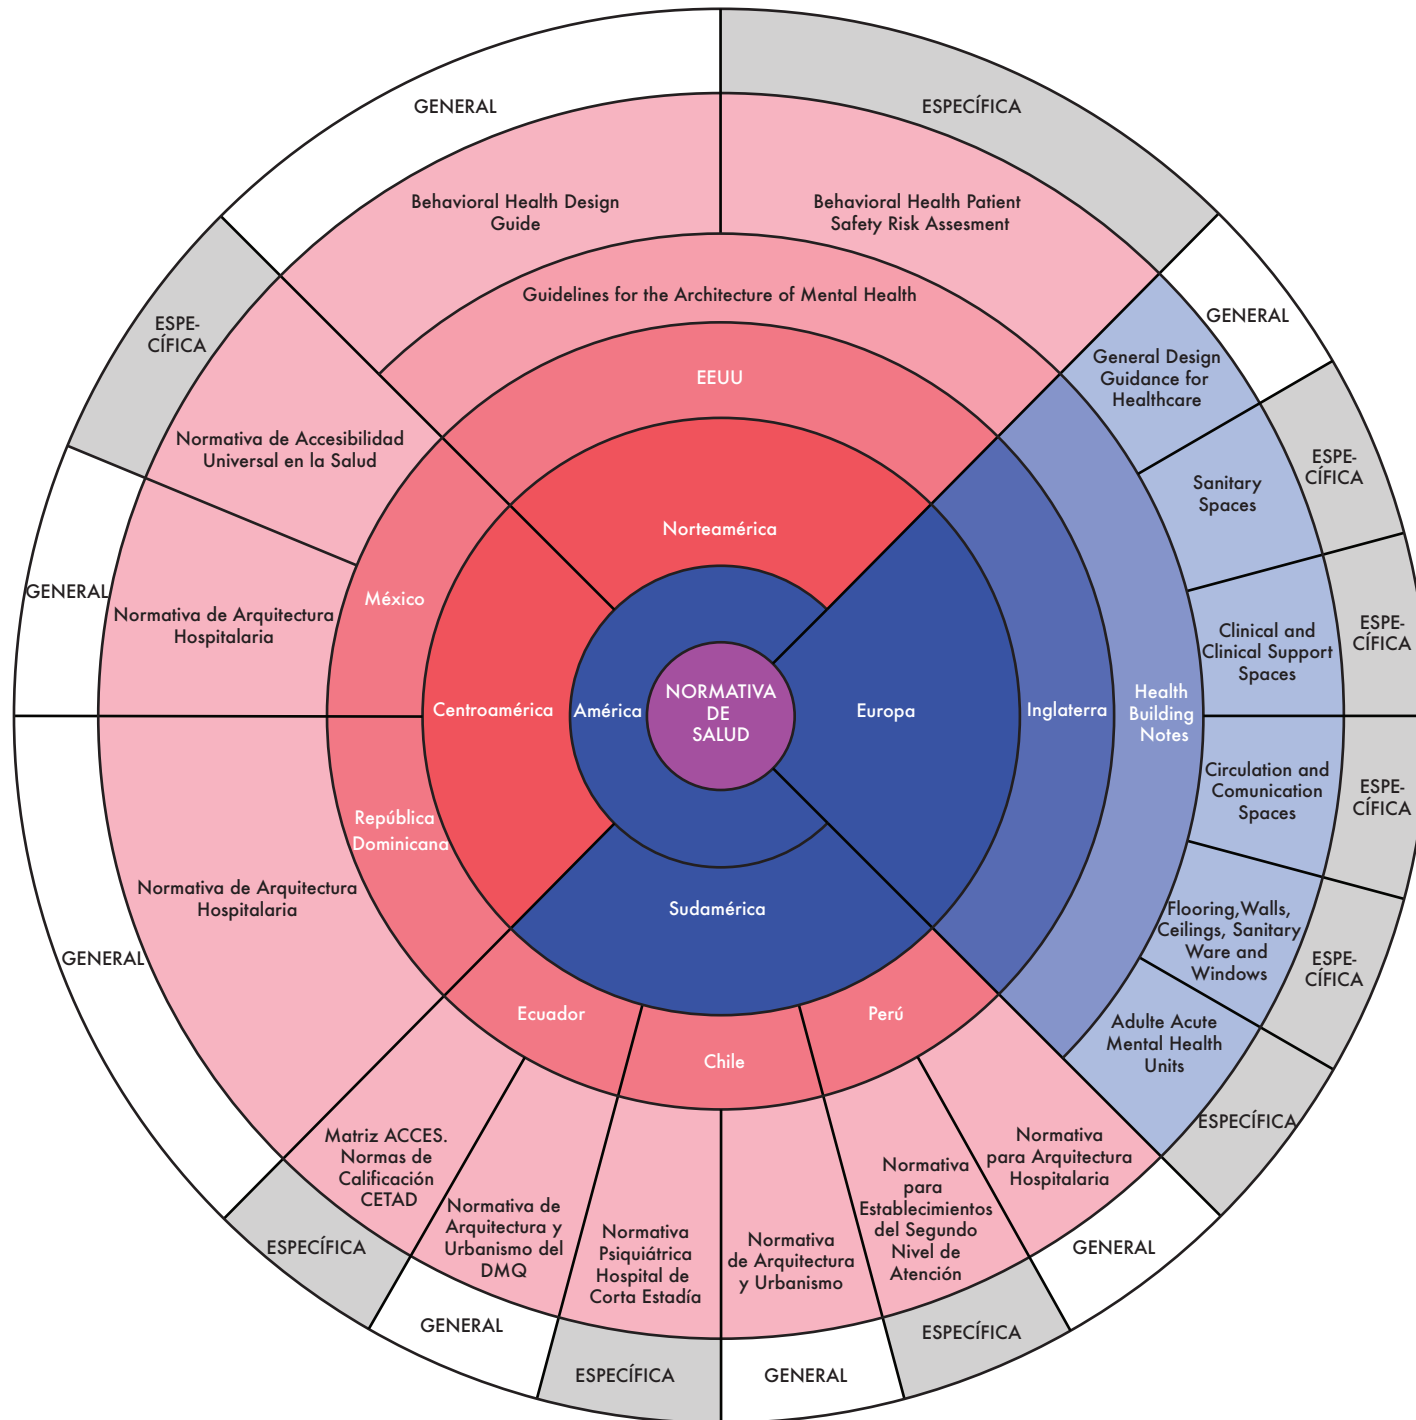 GENERAL
ESPECÍFICA
Behavioral Health Design
Guide
Behavioral Health Patient
Safety Risk Assesment
Guidelines for the Architecture of Mental Health
EEUU
Norteamérica
ESPE-
CÍFICA
Normativa de Accesibilidad
Universal en la Salud
GENERAL
Normativa de Arquitectura
Hospitalaria
México
Centroamérica
América
NORMATIVA
DE
SALUD
Europa
Inglaterra
Health
Building
Notes
GENERAL
General Design
Guidance for
Healthcare
ESPE-
CÍFICA
Sanitary
Spaces
ESPE-
CÍFICA
Clinical and
Clinical Support
Spaces
ESPE-
CÍFICA
Circulation and
Comunication
Spaces
ESPE-
CÍFICA
Flooring,Walls,
Ceilings, Sanitary
Ware and
Windows
ESPECÍFICA
Adulte Acute
Mental Health
Units
República
Dominicana
Normativa de Arquitectura
Hospitalaria
GENERAL
Sudamérica
Ecuador
Chile
Perú
Matriz ACCES.
Normas de
Calificación
CETAD
ESPECÍFICA
Normativa de
Arquitectura y
Urbanismo del
DMQ
GENERAL
Normativa
Psiquiátrica
Hospital de
Corta Estadía
ESPECÍFICA
Normativa
de Arquitectura
y Urbanismo
GENERAL
Normativa
para
Establecimientos
del Segundo
Nivel de
Atención
ESPECÍFICA
Normativa
para Arquitectura
Hospitalaria
GENERAL